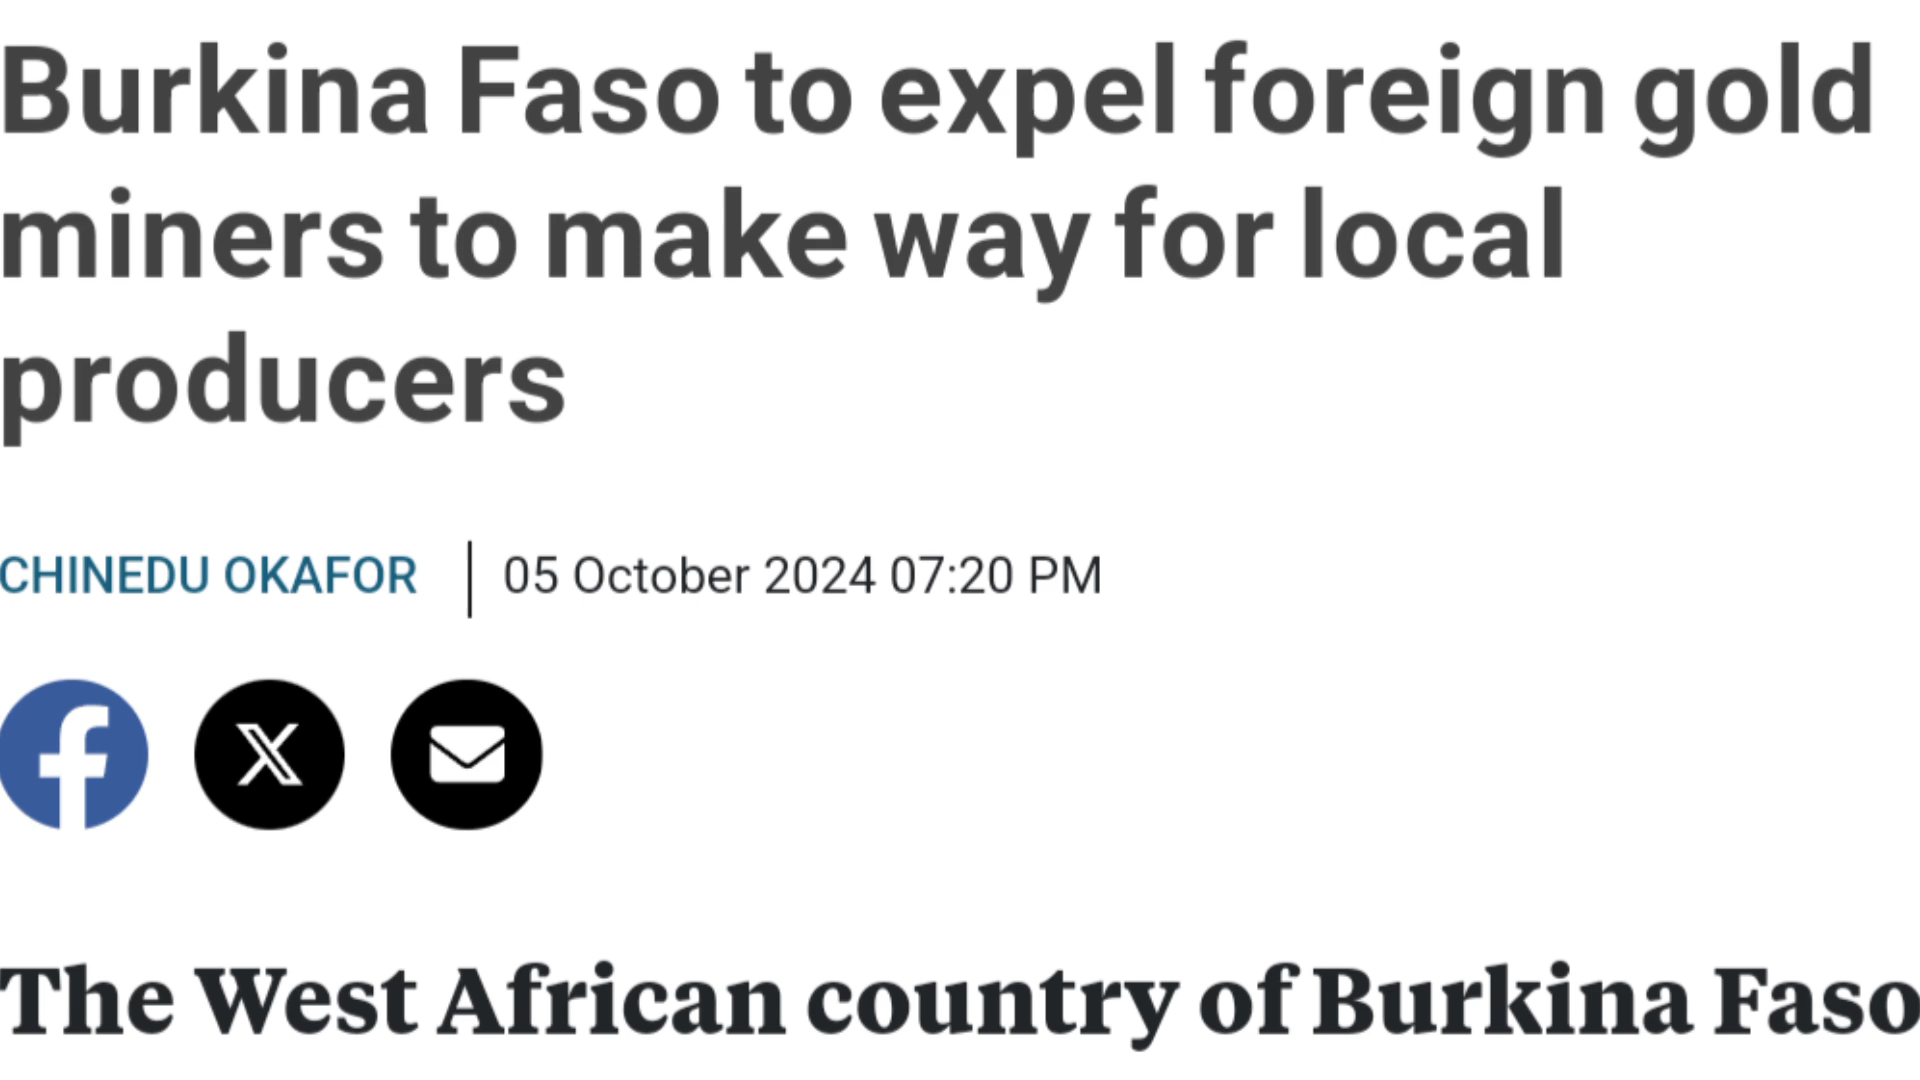 Burkina Faso to expel foreign gold
miners to make way for local
producers
CHINEDU OKAFOR | 05 October 2024 07:20 PM
The West African country of Burkina Faso